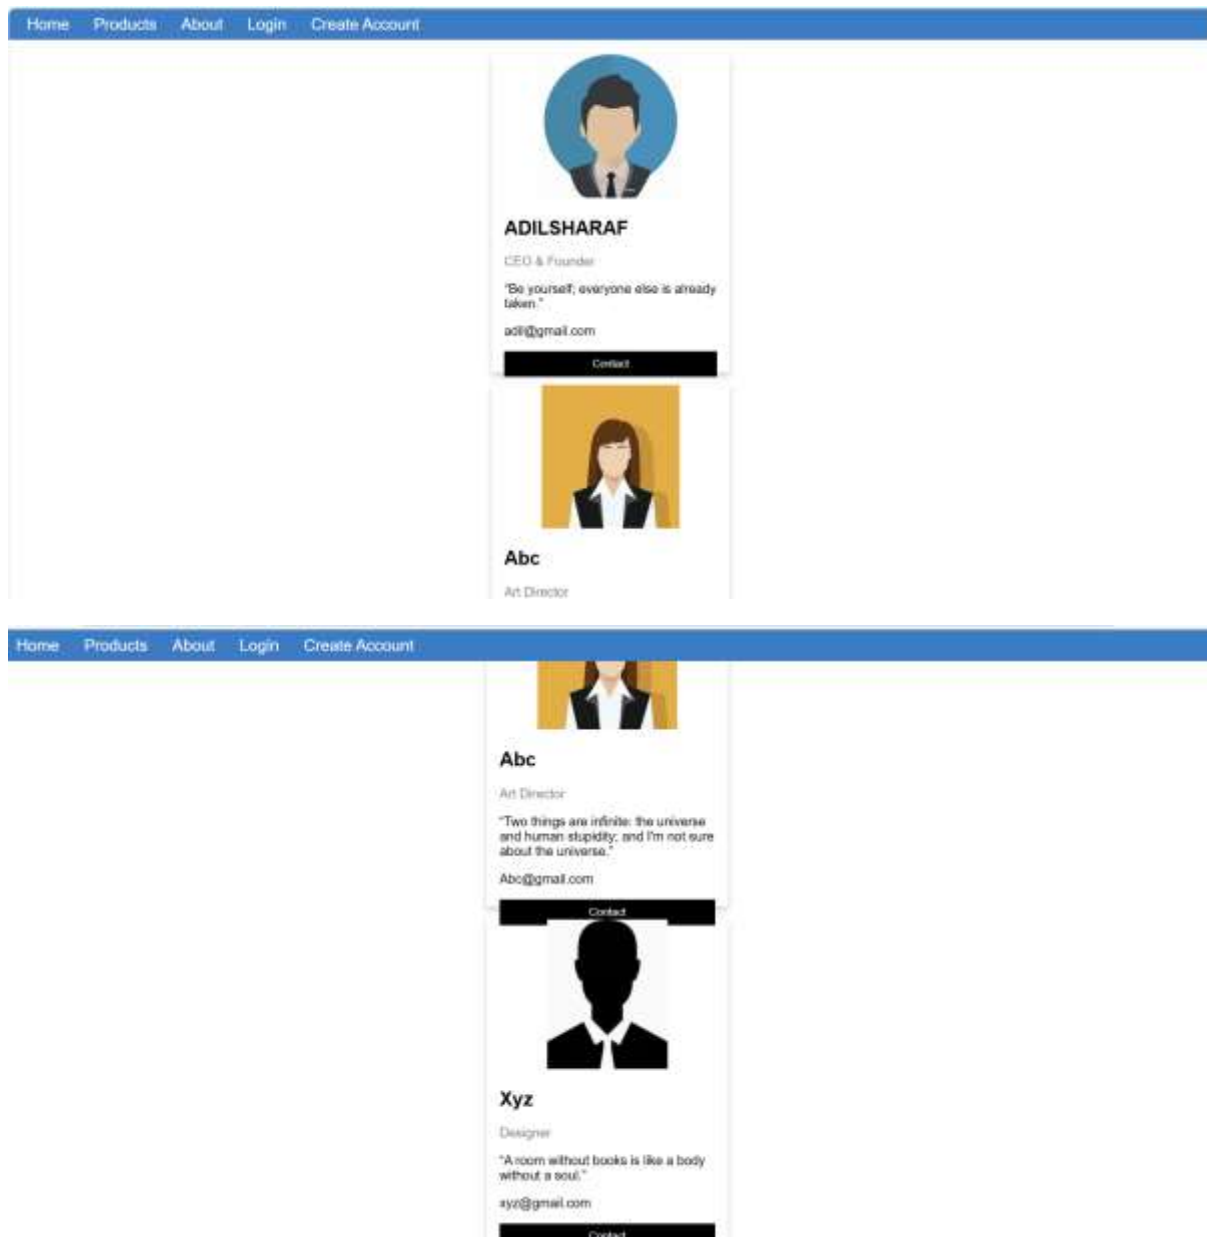 Home Products About Login Create Account
ADILSHARAF
CEO & Founder
"Be yourself; everyone else is already
taken."
adil@gmail.com
Contact
Abc
Art Director
Home Products About Login Create Account
Abc
Art Director
"Two things are infinite: the universe
and human stupidity; and I'm not sure
about the universe."
Abc@gmail.com
Contact
Xyz
Designer
"A room without books is like a body
without a soul."
xyz@gmail.com
Contact